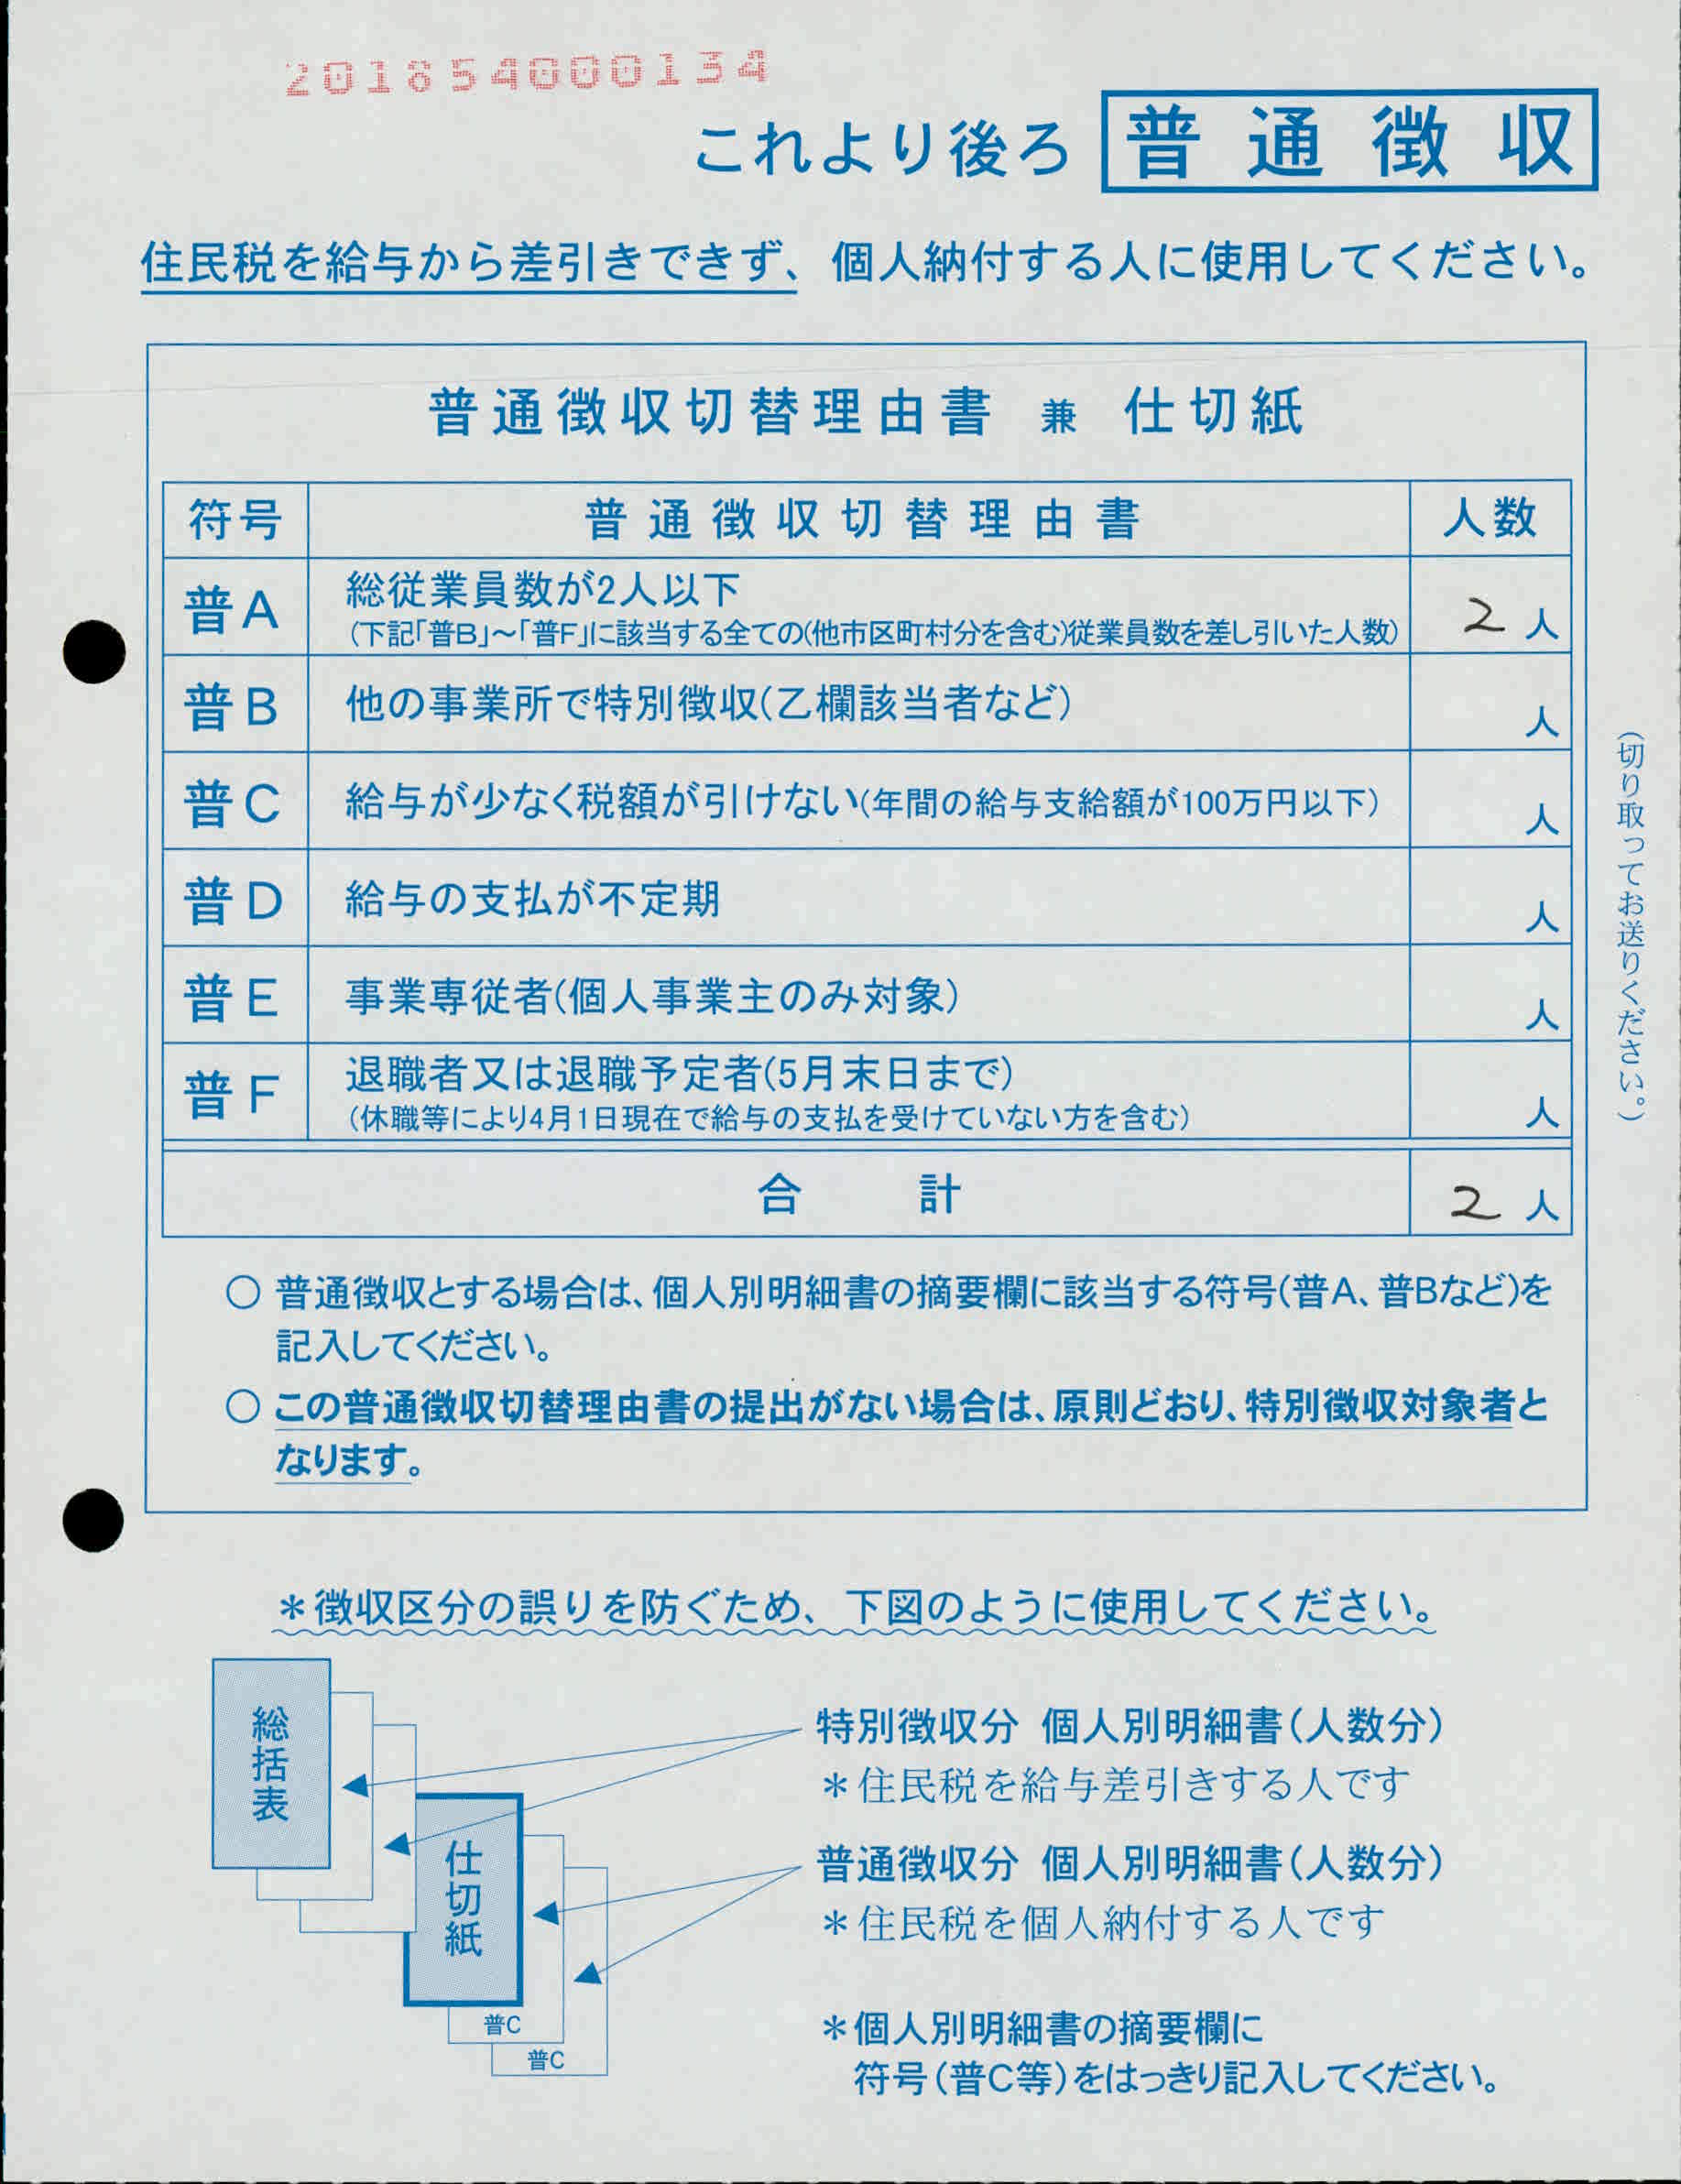 201854000134
これより後ろ 普通徴収
住民税を給与から差引きできず、個人納付する人に使用してください。
普通徴収切替理由書 兼 仕切紙
符号 普通徴収切替理由書 人数
普A 総従業員数が2人以下
(下記「普B」～「普F」に該当する全ての(他市区町村分を含む)従業員数を差し引いた人数) 2 人
普B 他の事業所で特別徴収(乙欄該当者など) 人
普C 給与が少なく税額が引けない(年間の給与支給額が100万円以下) 人
普D 給与の支払が不定期 人
普E 事業専従者(個人事業主のみ対象) 人
普F 退職者又は退職予定者(5月末日まで)
(休職等により4月1日現在で給与の支払を受けていない方を含む) 人
合計 2 人
○ 普通徴収とする場合は、個人別明細書の摘要欄に該当する符号(普A、普Bなど)を
記入してください。
○ この普通徴収切替理由書の提出がない場合は、原則どおり、特別徴収対象者と
なります。
(切り取ってお送りください。)
＊徴収区分の誤りを防ぐため、下図のように使用してください。
総括表
仕切紙
普C
普C
特別徴収分 個人別明細書(人数分)
＊住民税を給与差引きする人です
普通徴収分 個人別明細書(人数分)
＊住民税を個人納付する人です
＊個人別明細書の摘要欄に
符号(普C等)をはっきり記入してください。